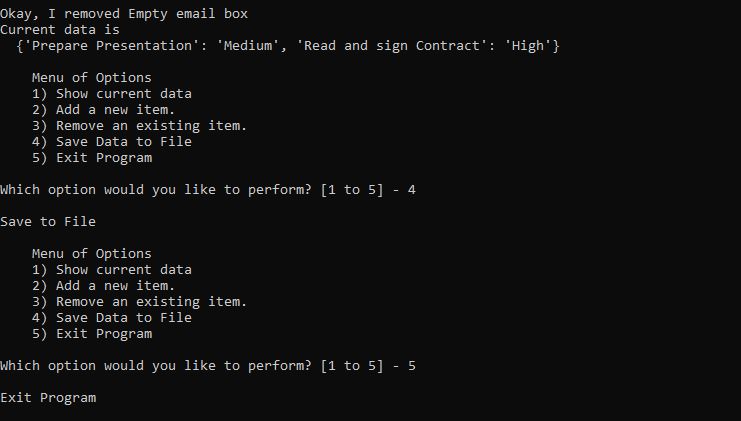 Okay, I removed Empty email box
Current data is
  {'Prepare Presentation': 'Medium', 'Read and sign Contract': 'High'}

    Menu of Options
    1) Show current data
    2) Add a new item.
    3) Remove an existing item.
    4) Save Data to File
    5) Exit Program

Which option would you like to perform? [1 to 5] - 4

Save to File

    Menu of Options
    1) Show current data
    2) Add a new item.
    3) Remove an existing item.
    4) Save Data to File
    5) Exit Program

Which option would you like to perform? [1 to 5] - 5

Exit Program